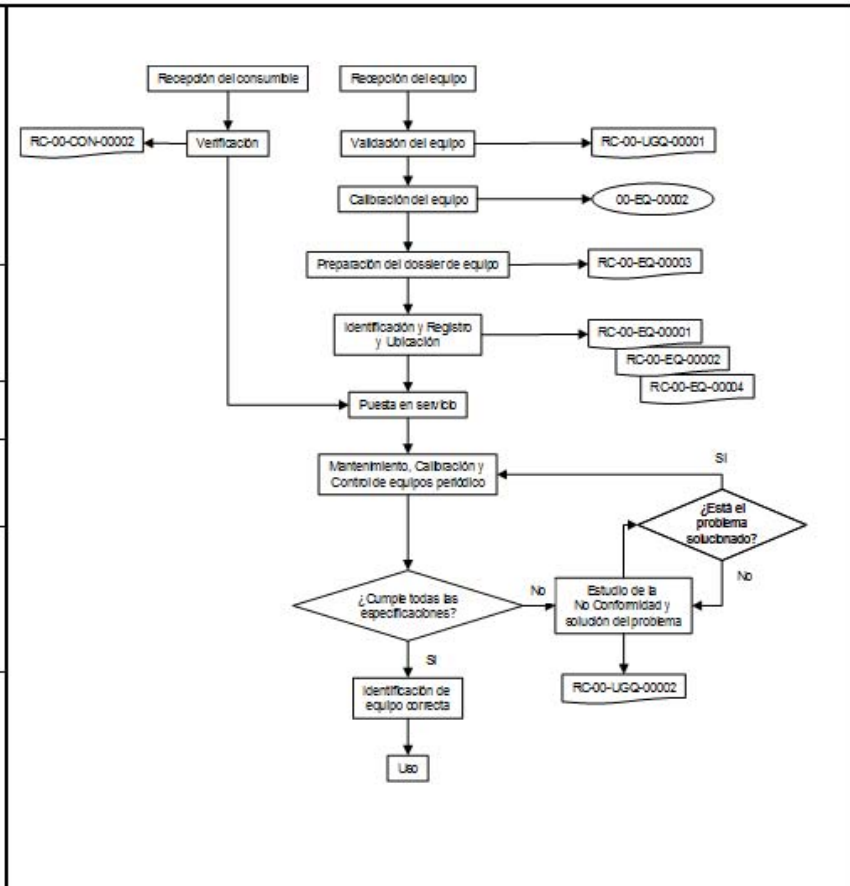 Recepción del consumible
Recepción del equipo
RC-00-CON-00002
Verificación
Validación del equipo
RC-00-UGQ-00001
Calibración del equipo
00-EQ-00002
Preparación del dossier de equipo
RC-00-EQ-00003
Identificación y Registro
y Ubicación
RC-00-EQ-00001
RC-00-EQ-00002
RC-00-EQ-00004
Puesta en servicio
Mantenimiento, Calibración y
Control de equipos periódico
SI
¿Está el
problema
solucionado?
No
¿Cumple todas las
especificaciones?
No
Estudio de la
No Conformidad y
solución del problema
SI
RC-00-UGQ-00002
Identificación de
equipo correcta
Uso